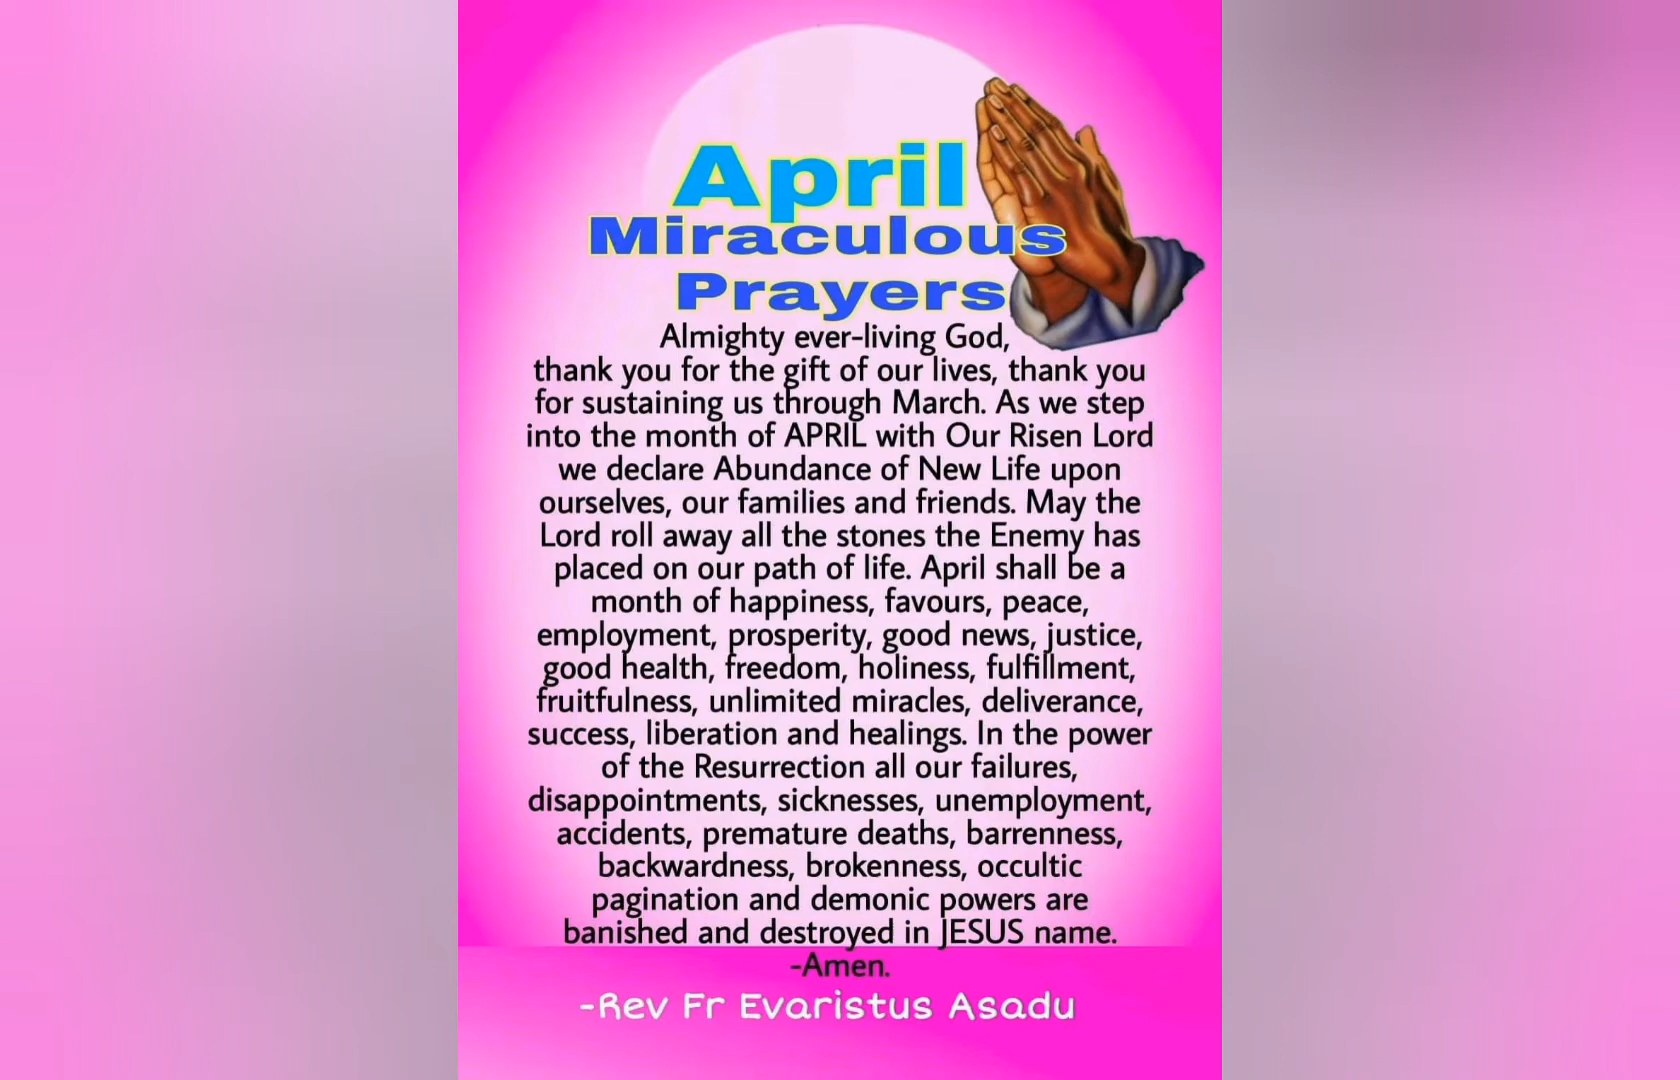 April
Miraculous
Prayers
Almighty ever-living God,
thank you for the gift of our lives, thank you
for sustaining us through March. As we step
into the month of APRIL with Our Risen Lord
we declare Abundance of New Life upon
ourselves, our families and friends. May the
Lord roll away all the stones the Enemy has
placed on our path of life. April shall be a
month of happiness, favours, peace,
employment, prosperity, good news, justice,
good health, freedom, holiness, fulfillment,
fruitfulness, unlimited miracles, deliverance,
success, liberation and healings. In the power
of the Resurrection all our failures,
disappointments, sicknesses, unemployment,
accidents, premature deaths, barrenness,
backwardness, brokenness, occultic
pagination and demonic powers are
banished and destroyed in JESUS name.
-Amen.
-Rev Fr Evaristus Asadu